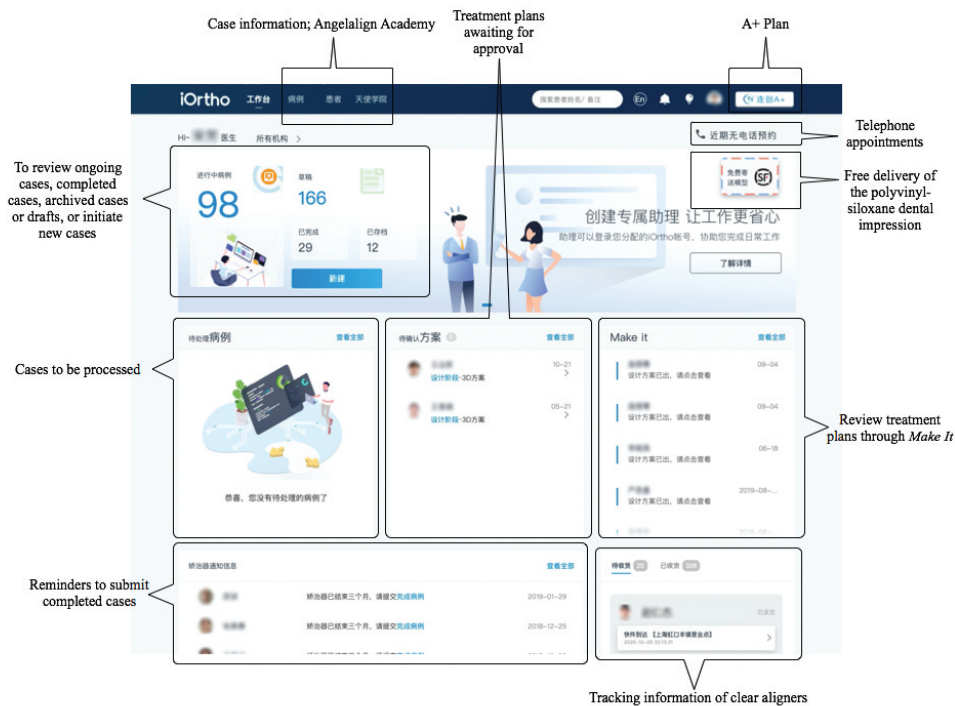 Case information; Angelalign Academy
Treatment plans
awaiting for
approval
A+ Plan
iOrtho 工作台 病例 患者 天使学院
搜索患者姓名/ 备注
En
连创A+
Hi~
医生 所有机构
近期无电话预约
Telephone
appointments
To review ongoing
cases, completed
cases, archived cases
or drafts, or initiate
new cases
进行中病例
98
草稿
166
已完成
29
已存档
12
新建
免费寄
送模型
SF
Free delivery of
the polyvinyl-
siloxane dental
impression
创建专属助理 让工作更省心
助理可以登录您分配的iOrtho帐号，协助您完成日常工作
了解详情
Cases to be processed
待处理病例 查看全部
恭喜，您没有待处理的病例了
待确认方案 查看全部
10-21
设计阶段-3D方案
05-21
设计阶段-3D方案
Make it 查看全部
09-04
设计方案已出，请点击查看
09-04
设计方案已出，请点击查看
06-18
设计方案已出，请点击查看
2019-08-...
设计方案已出，请点击查看
Review treatment
plans through Make It
Reminders to submit
completed cases
矫治器通知信息 查看全部
矫治器已结束三个月，请提交完成病例 2019-01-29
矫治器已结束三个月，请提交完成病例 2018-12-25
待收货 25 已收货
已发货
快件到达 【上海虹口丰镇营业点】
Tracking information of clear aligners